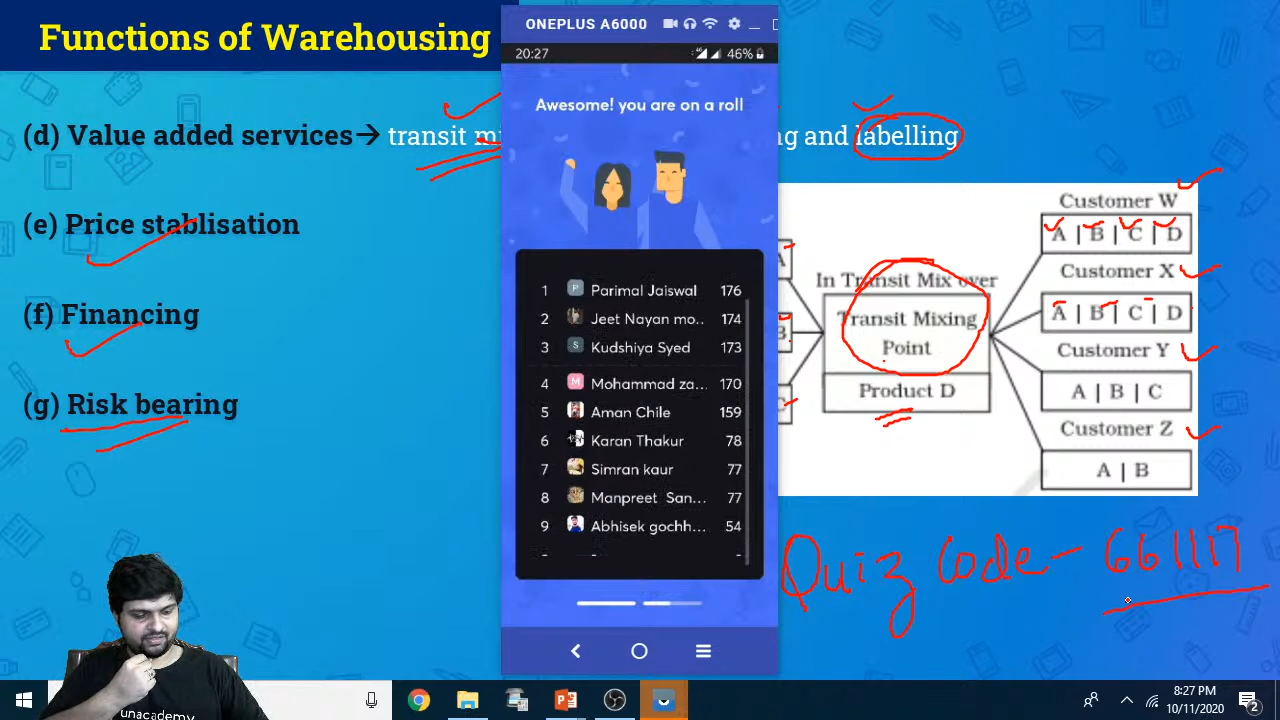 Functions of Warehousing
ONEPLUS A6000
20:27
46%
Awesome! you are on a roll
(d) Value added services→ transit
and labelling
(e) Price stablisation
(f) Financing
(g) Risk bearing
1 P Parimal Jaiswal 176
2 Jeet Nayan mo.. 174
3 S Kudshiya Syed 173
4 M Mohammad za... 170
5 Aman Chile 159
6 Karan Thakur 78
7 Simran kaur 77
8 Manpreet San... 77
9 Abhisek gochh... 54
A
B
C
In Transit Mix over
Transit Mixing
Point
Product D
Customer W
A | B | C | D
Customer X
A | B | C | D
Customer Y
A | B | C
Customer Z
A | B
Quiz code - 661117
unacademy
8:27 PM
10/11/2020
2